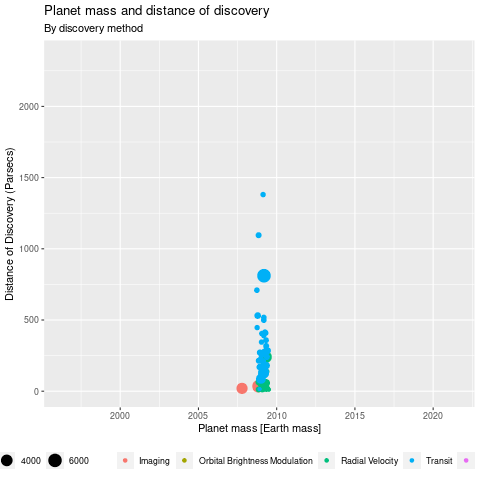 Planet mass and distance of discovery
By discovery method
Distance of Discovery (Parsecs)
2000
1500
1000
500
0
2000 2005 2010 2015 2020
Planet mass [Earth mass]
4000 6000 Imaging Orbital Brightness Modulation Radial Velocity Transit